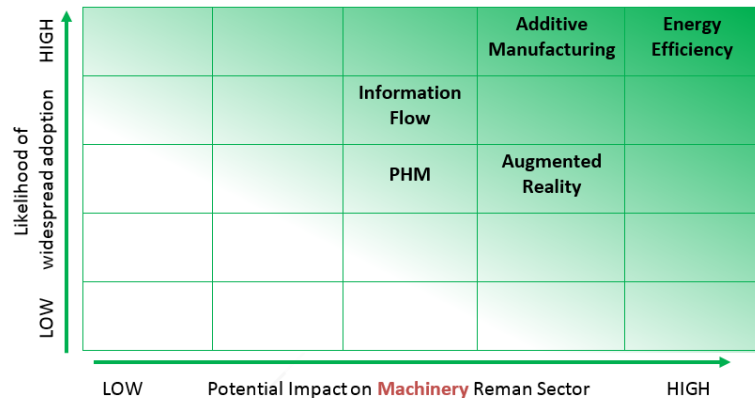 HIGH
Likelihood of
widespread adoption
LOW
Additive
Manufacturing
Energy
Efficiency
Information
Flow
PHM
Augmented
Reality
LOW
Potential Impact on Machinery Reman Sector
HIGH